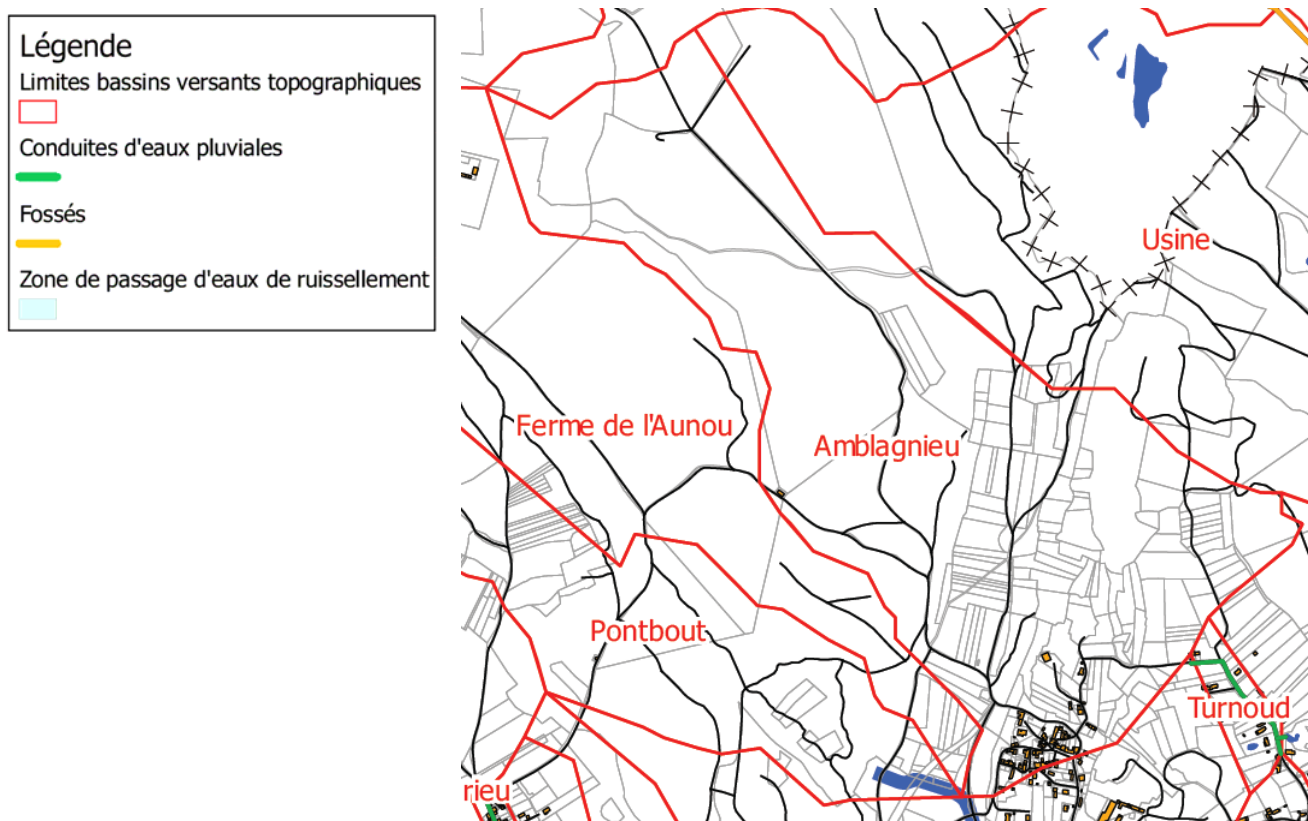 Légende
Limites bassins versants topographiques
Conduites d'eaux pluviales
Fossés
Zone de passage d'eaux de ruissellement
Usine
Ferme de l'Aunou
Amblagnieu
Pontbout
Turnoud
rieu